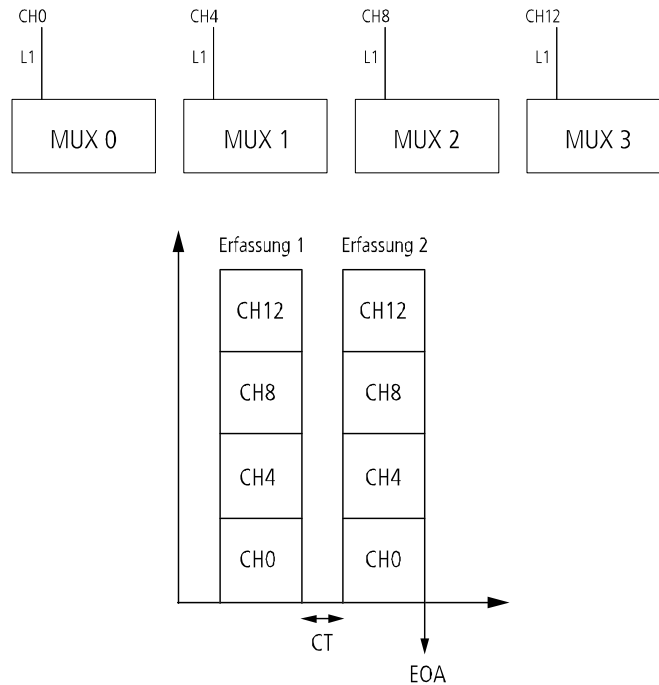 CH0 CH4 CH8 CH12
L1 L1 L1 L1
MUX 0 MUX 1 MUX 2 MUX 3
Erfassung 1 Erfassung 2
CH12 CH12
CH8 CH8
CH4 CH4
CH0 CH0
CT
EOA